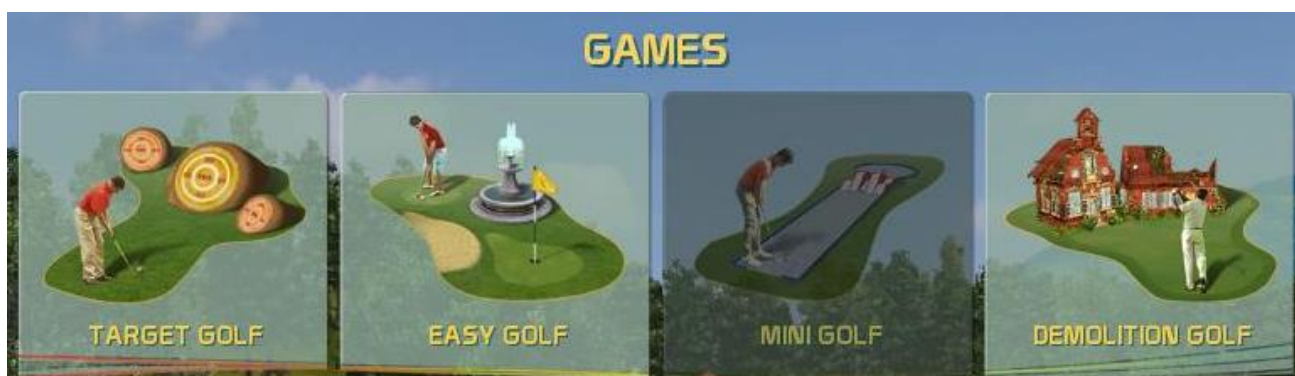 GAMES
TARGET GOLF
EASY GOLF
MINI GOLF
DEMOLITION GOLF